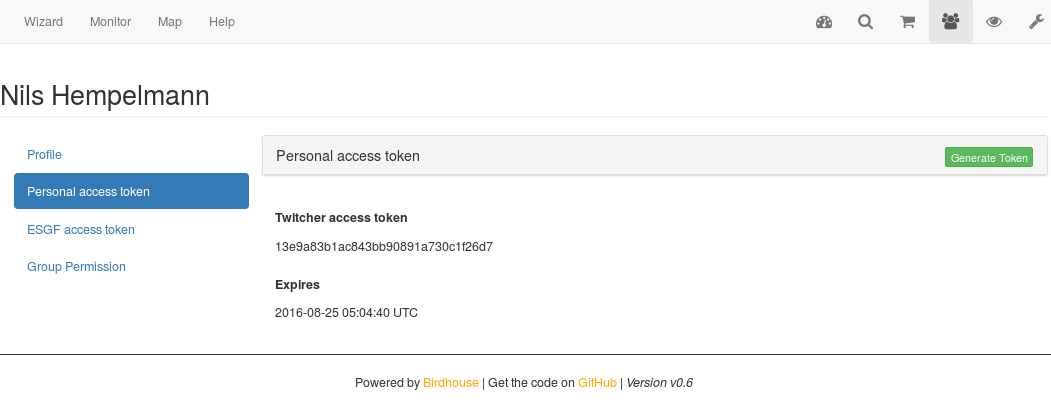 Wizard Monitor Map Help
Nils Hempelmann
Profile
Personal access token
ESGF access token
Group Permission
Personal access token
Generate Token
Twitcher access token
13e9a83b1ac843bb90891a730c1f26d7
Expires
2016-08-25 05:04:40 UTC
Powered by Birdhouse | Get the code on GitHub | Version v0.6